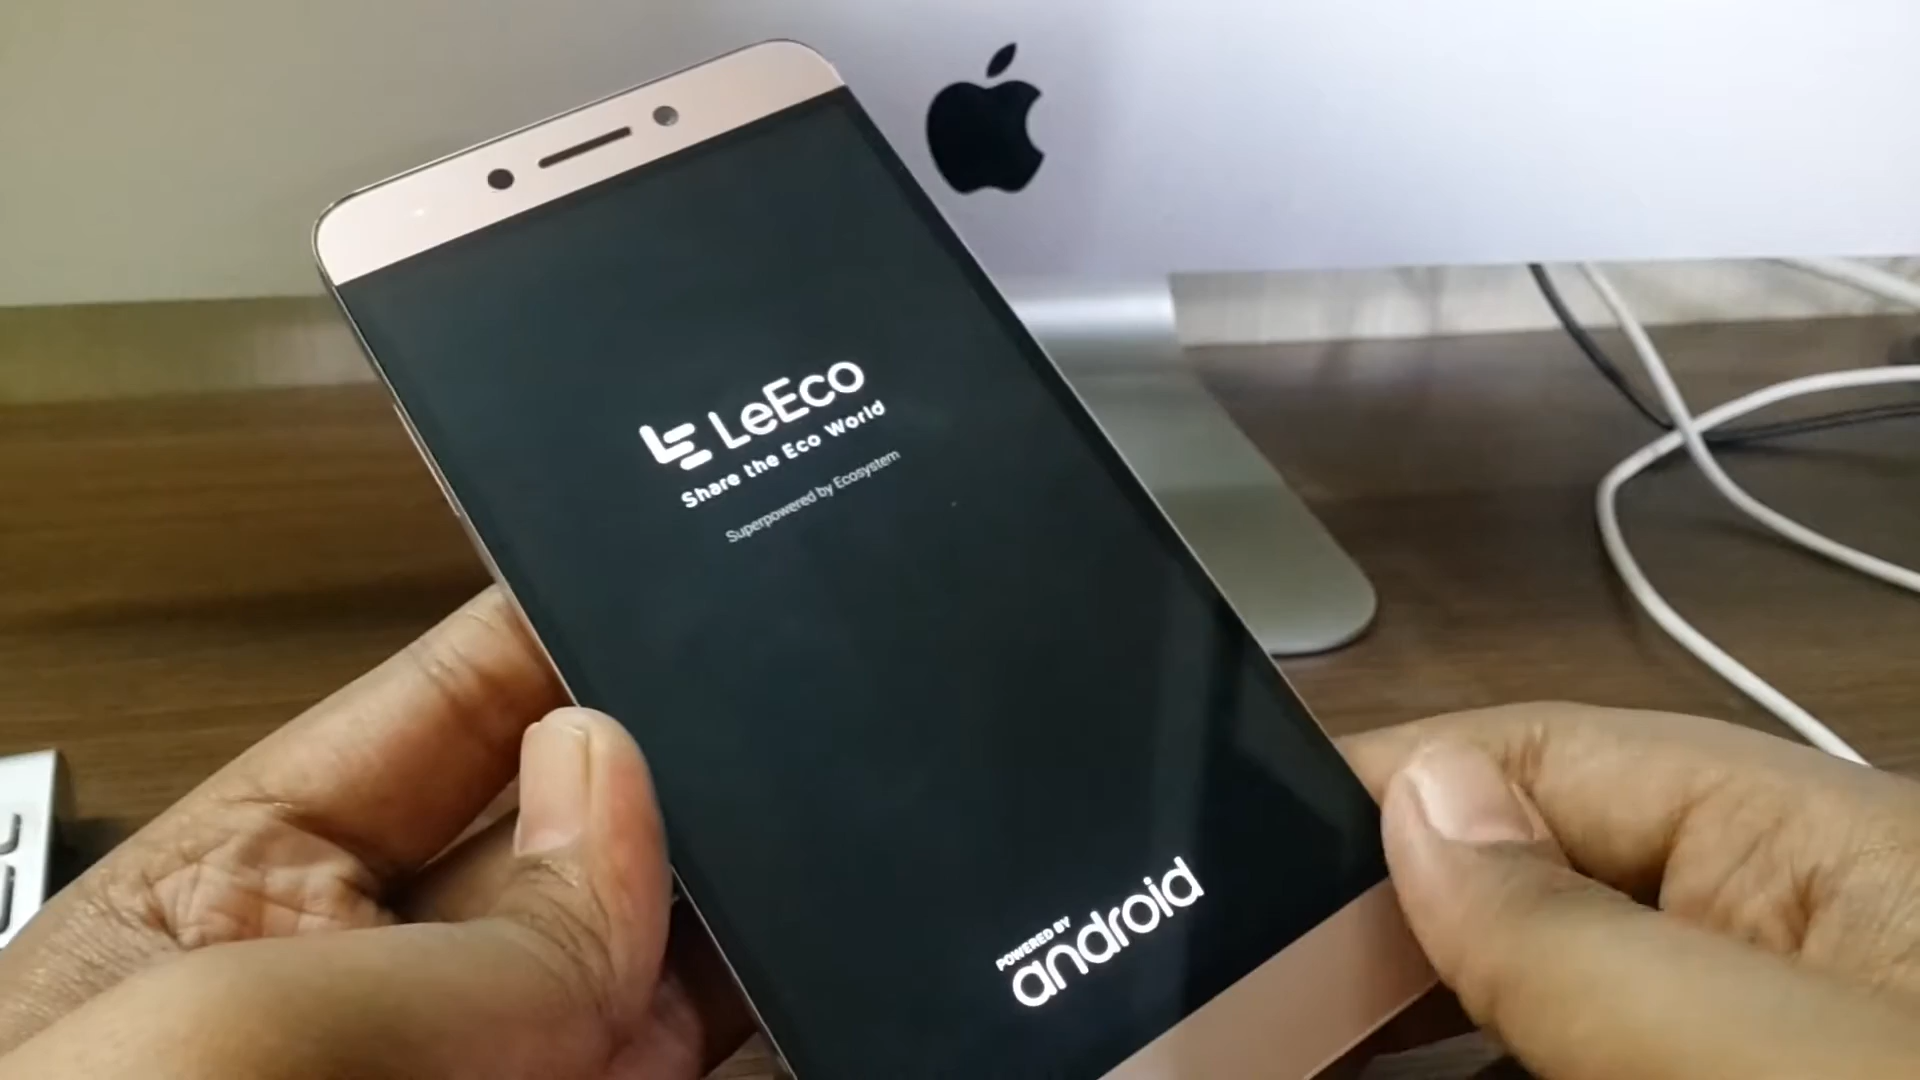 LeEco
Share the Eco World
Superpowered by Ecosystem
POWERED BY
android